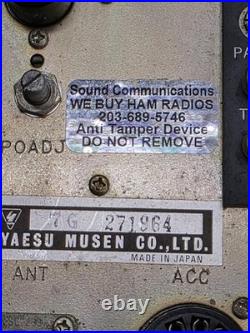 Sound Communications
WE BUY HAM RADIOS
203-689-5746
Anti Tamper Device
DO NOT REMOVE
POADJ
PA
T
7G 271964
YAESU MUSEN CO.,LTD.
MADE IN JAPAN
ANT
ACC